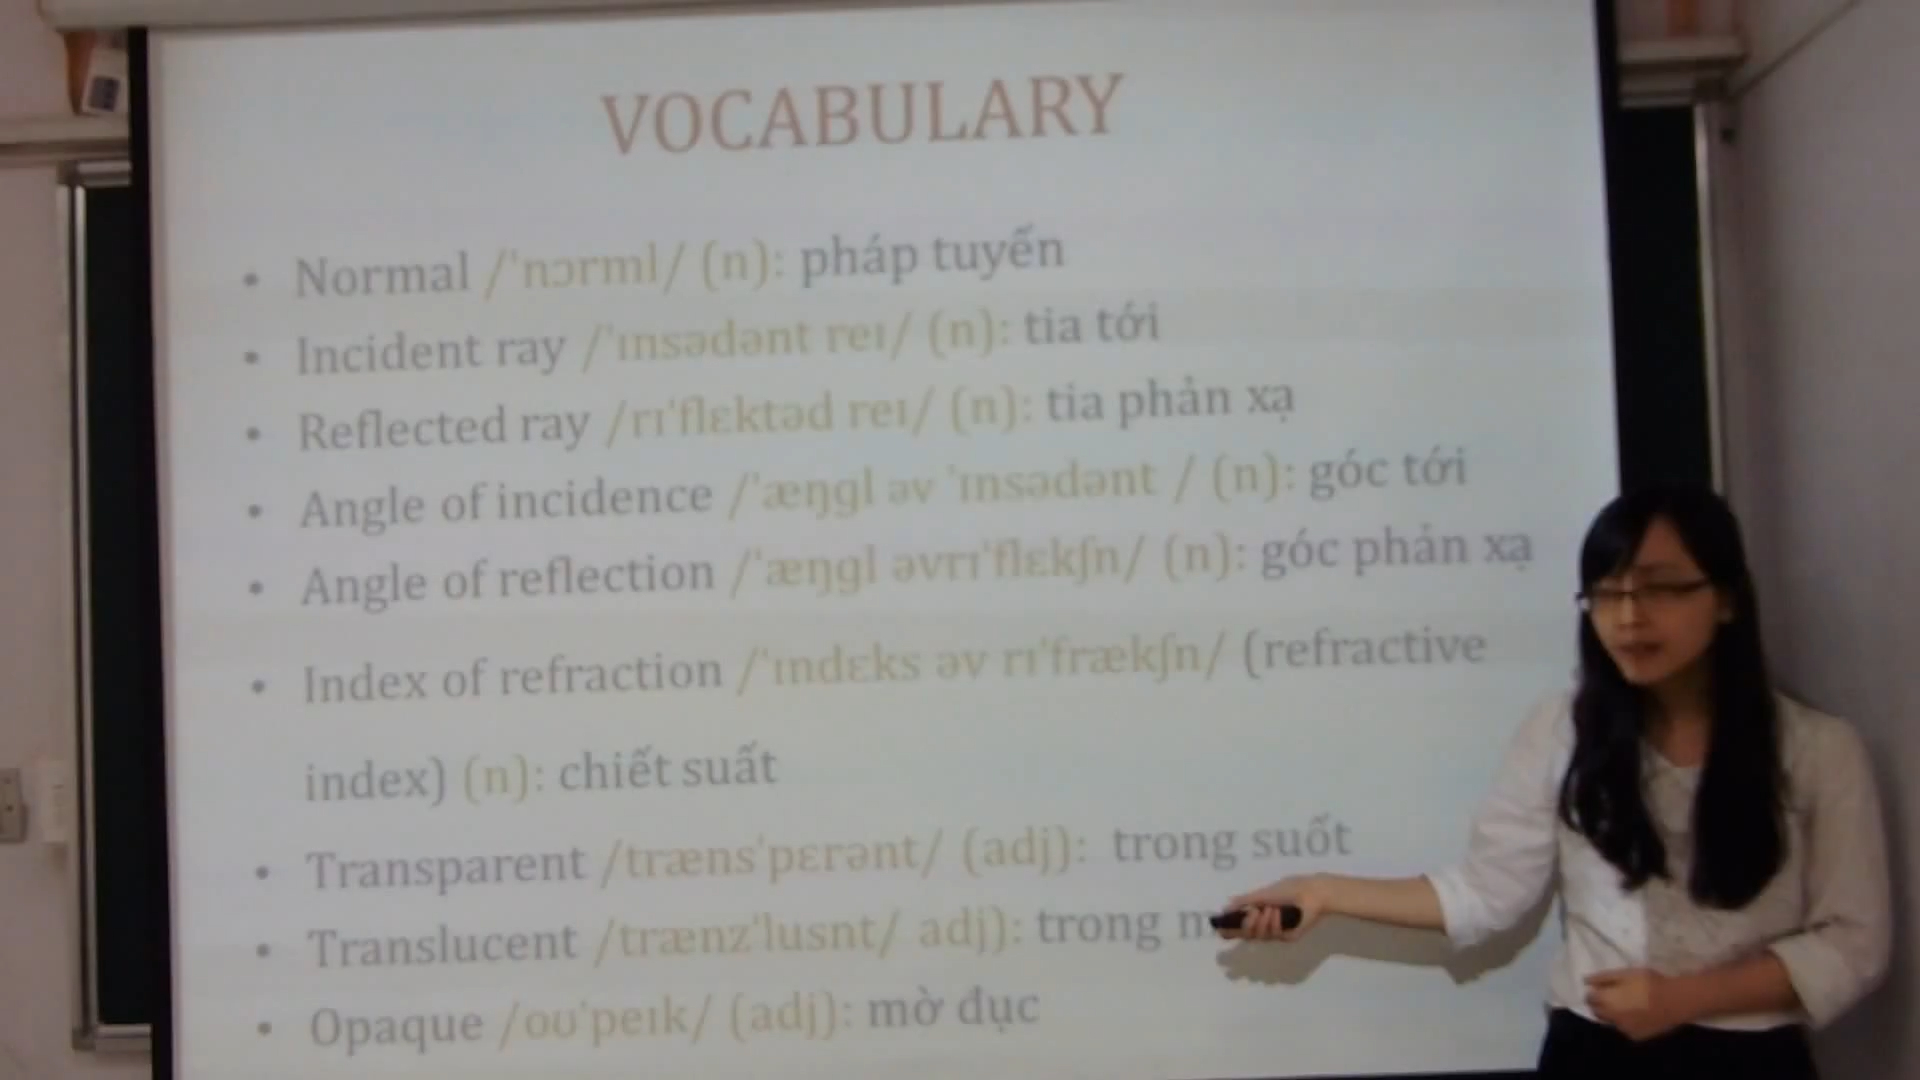 VOCABULARY
• Normal /ˈnɔrml/ (n): pháp tuyến
• Incident ray /ˈɪnsədənt reɪ/ (n): tia tới
• Reflected ray /rɪˈflɛktəd reɪ/ (n): tia phản xạ
• Angle of incidence /ˈæŋgl əv ˈɪnsədənt / (n): góc tới
• Angle of reflection /ˈæŋgl əvrɪˈflɛkʃn/ (n): góc phản xạ
• Index of refraction /ˈɪndɛks əv rɪˈfrækʃn/ (refractive
index) (n): chiết suất
• Transparent /trænsˈpɛrənt/ (adj): trong suốt
• Translucent /trænzˈlusnt/ adj): trong
• Opaque /oʊˈpeɪk/ (adj): mờ đục